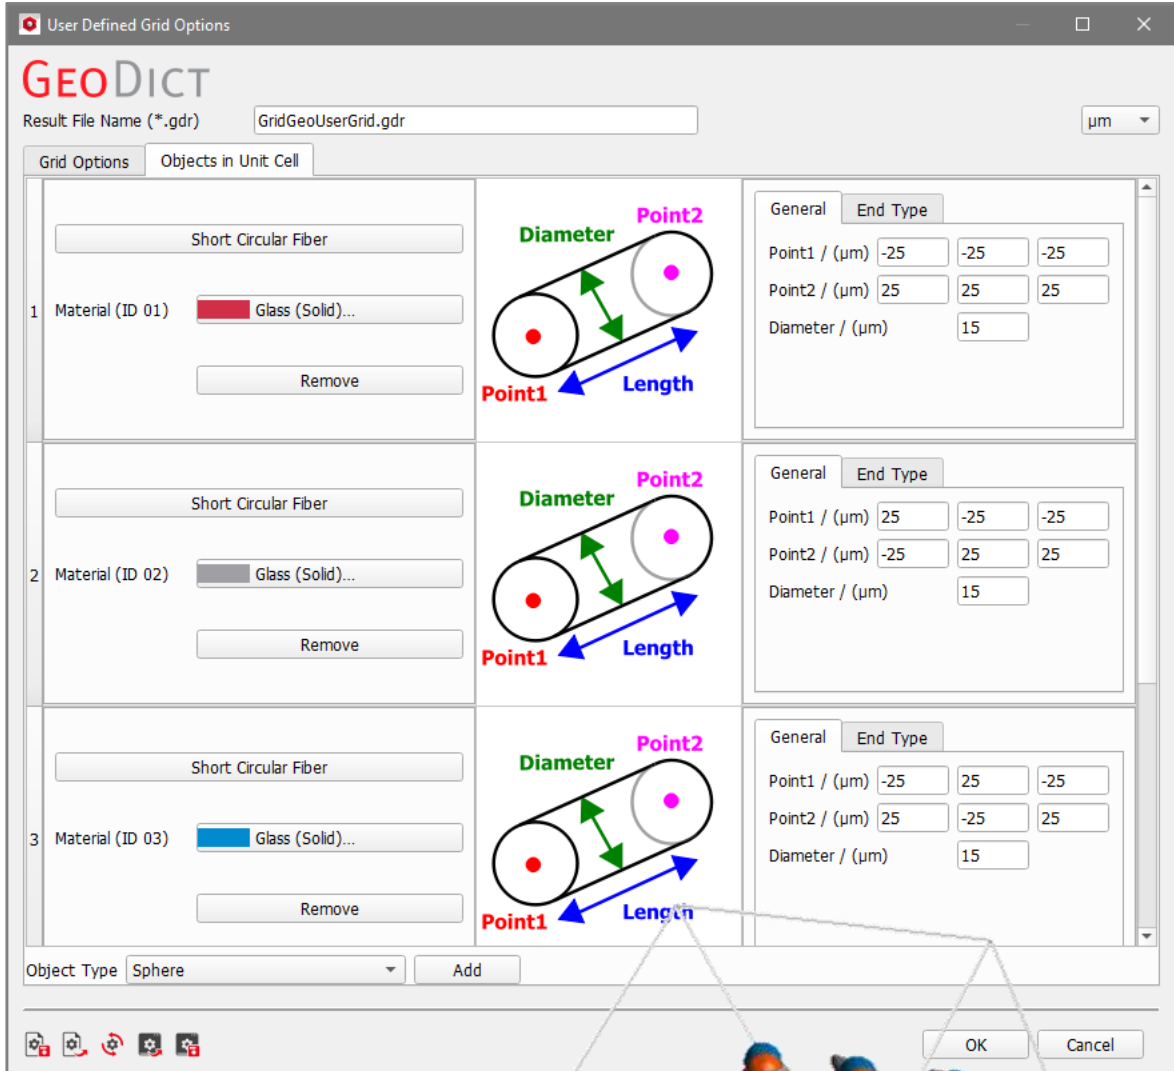 User Defined Grid Options
GEODICT
Result File Name (*.gdr) GridGeoUserGrid.gdr µm
Grid Options Objects in Unit Cell
1
Short Circular Fiber
Material (ID 01) Glass (Solid)...
Remove
Diameter
Point2
Point1
Length
General End Type
Point1 / (µm) -25 -25 -25
Point2 / (µm) 25 25 25
Diameter / (µm) 15
2
Short Circular Fiber
Material (ID 02) Glass (Solid)...
Remove
Diameter
Point2
Point1
Length
General End Type
Point1 / (µm) 25 -25 -25
Point2 / (µm) -25 25 25
Diameter / (µm) 15
3
Short Circular Fiber
Material (ID 03) Glass (Solid)...
Remove
Diameter
Point2
Point1
Length
General End Type
Point1 / (µm) -25 25 -25
Point2 / (µm) 25 -25 25
Diameter / (µm) 15
Object Type Sphere Add
OK Cancel